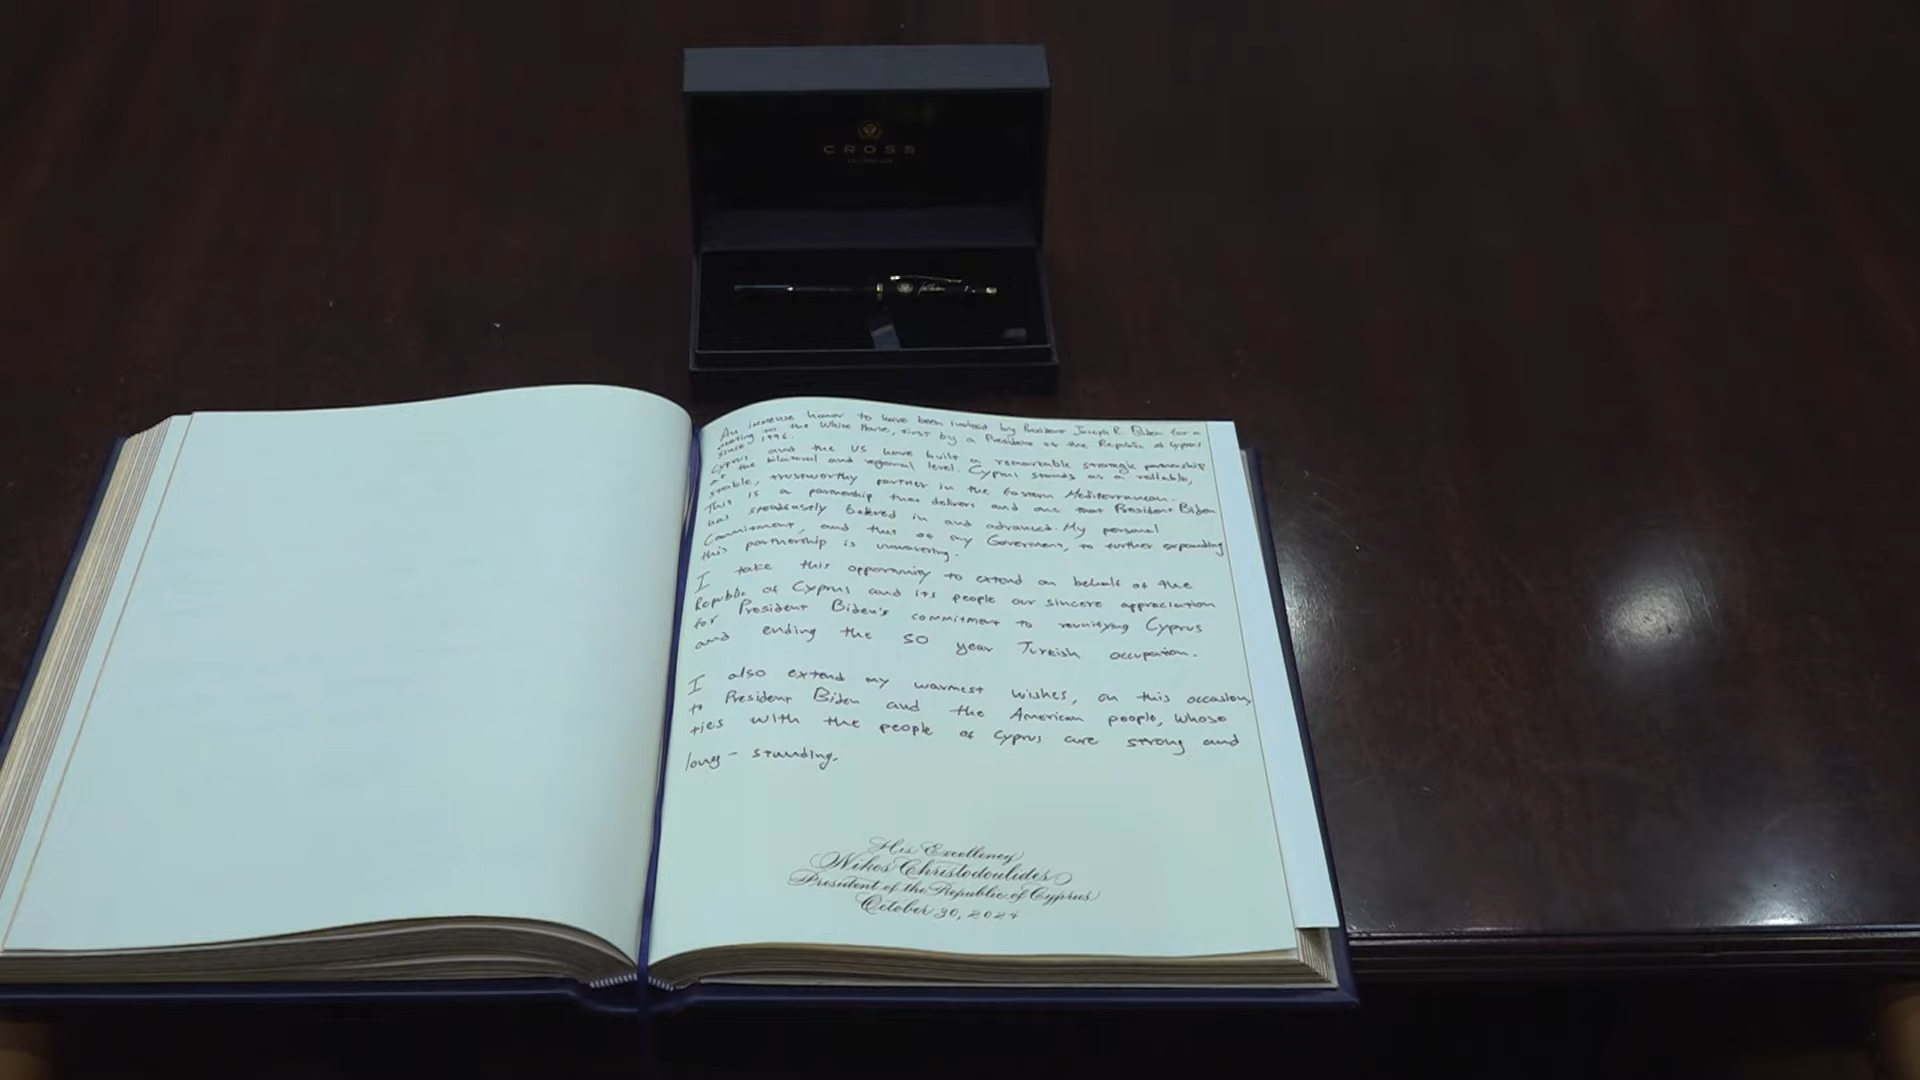 CROSS
An immense honor to have been invited by President Joseph R. Biden for a
meeting to the White House, first by a President of the Republic of Cyprus
since 1996.
Cyprus and the US have built a remarkable strategic partnership
at the bilateral and regional level. Cyprus stands as a reliable,
stable, trustworthy partner in the Eastern Mediterranean.
This is a partnership that delivers and one that President Biden
has steadfastly believed in and advanced. My personal
Commitment, and that of my Government, to further expanding
this partnership is unwavering.
I take this opportunity to extend on behalf of the
Republic of Cyprus and its people our sincere appreciation
for President Biden's commitment to reunifying Cyprus
and ending the 50 year Turkish occupation.
I also extend my warmest wishes, on this occasion,
to President Biden and the American people, whose
ties with the people of Cyprus are strong and
long-standing.
His Excellency
Nikos Christodoulides
President of the Republic of Cyprus
October 30, 2024